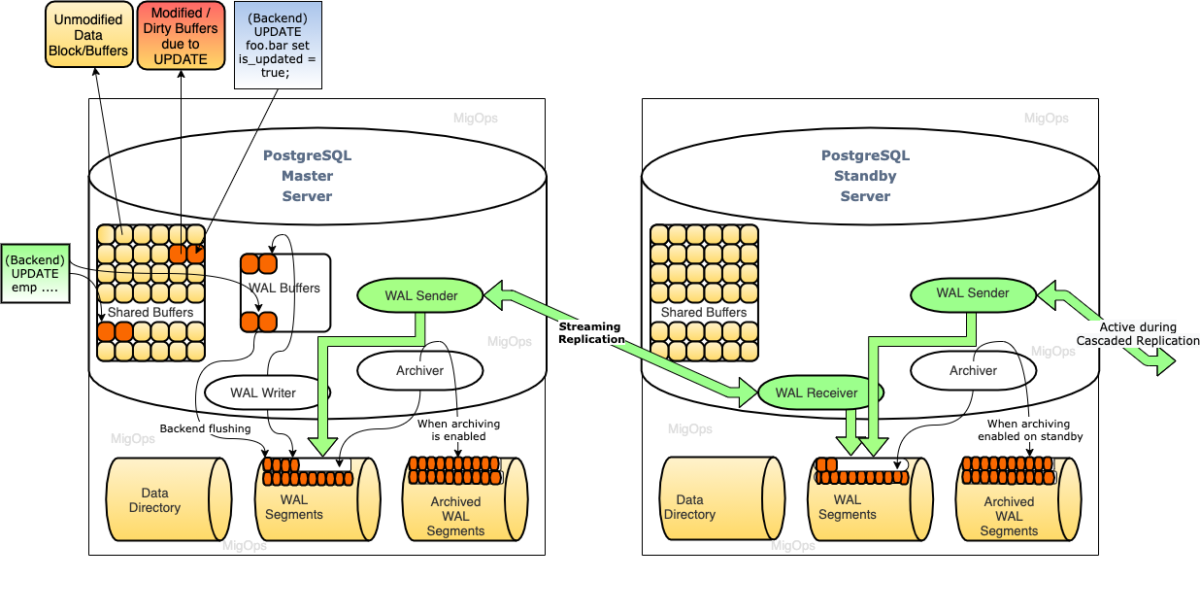 Unmodified
Data
Block/Buffers
Modified /
Dirty Buffers
due to
UPDATE
(Backend)
UPDATE
foo.bar set
is_updated =
true;
MigOps
MigOps
PostgreSQL
Master
Server
PostgreSQL
Standby
Server
(Backend)
UPDATE
emp ....
Shared Buffers
WAL Buffers
WAL Sender
Streaming
Replication
MigOps
Archiver
WAL Writer
Backend flushing
When archiving
is enabled
MigOps
Data
Directory
WAL
Segments
Archived
WAL
Segments
MigOps
Shared Buffers
WAL Sender
Active during
Cascaded Replication
MigOps
Archiver
WAL Receiver
When archiving
enabled on standby
MigOps
Data
Directory
WAL
Segments
Archived
WAL
Segments
MigOps